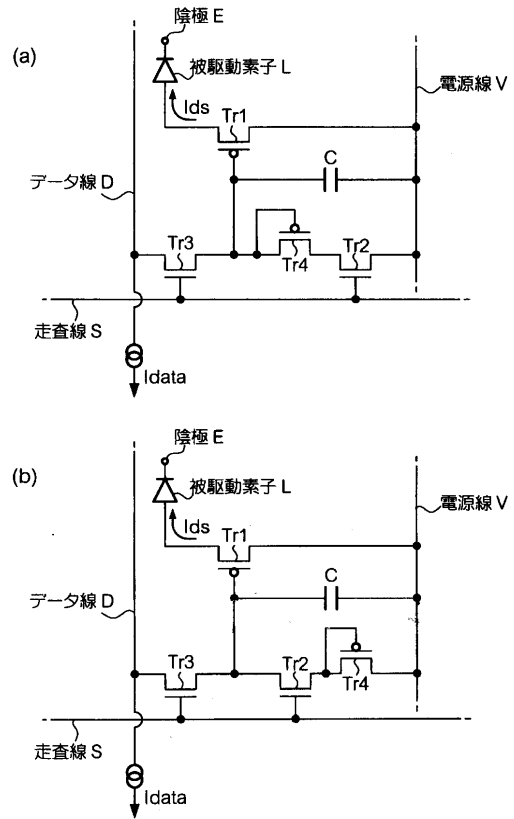 (a)
陰極 E
被駆動素子 L
電源線 V
Ids
Tr1
C
データ線 D
Tr3
Tr4
Tr2
走査線 S
Idata
(b)
陰極 E
被駆動素子 L
電源線 V
Ids
Tr1
C
データ線 D
Tr3
Tr2
Tr4
走査線 S
Idata